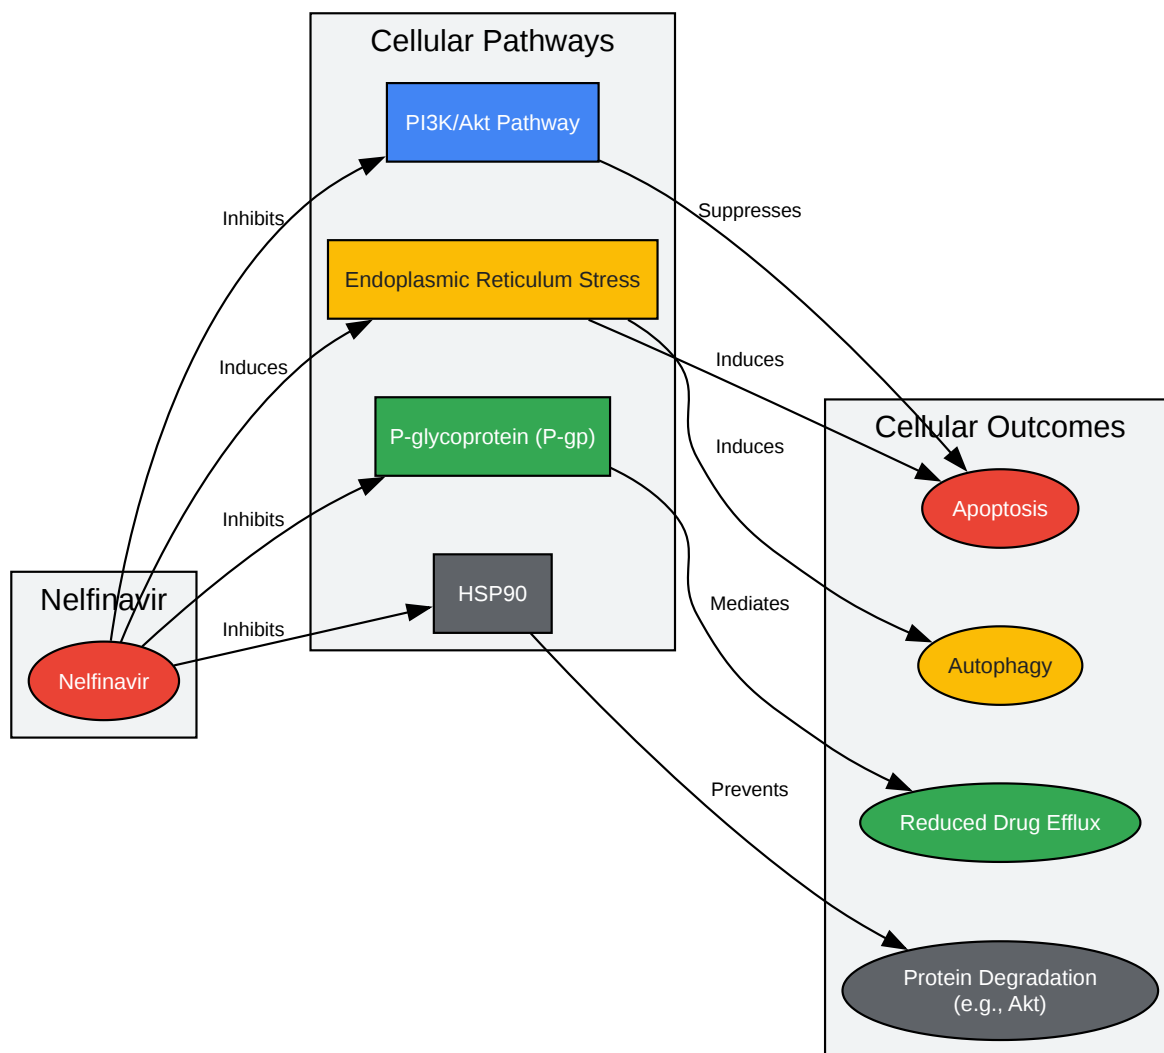 Cellular Pathways
PI3K/Akt Pathway
Inhibits
Suppresses
Endoplasmic Reticulum Stress
Induces
Induces
Cellular Outcomes
P-glycoprotein (P-gp)
Induces
Apoptosis
Inhibits
Nelfinavir
HSP90
Mediates
Inhibits
Nelfinavir
Autophagy
Prevents
Reduced Drug Efflux
Protein Degradation
(e.g., Akt)